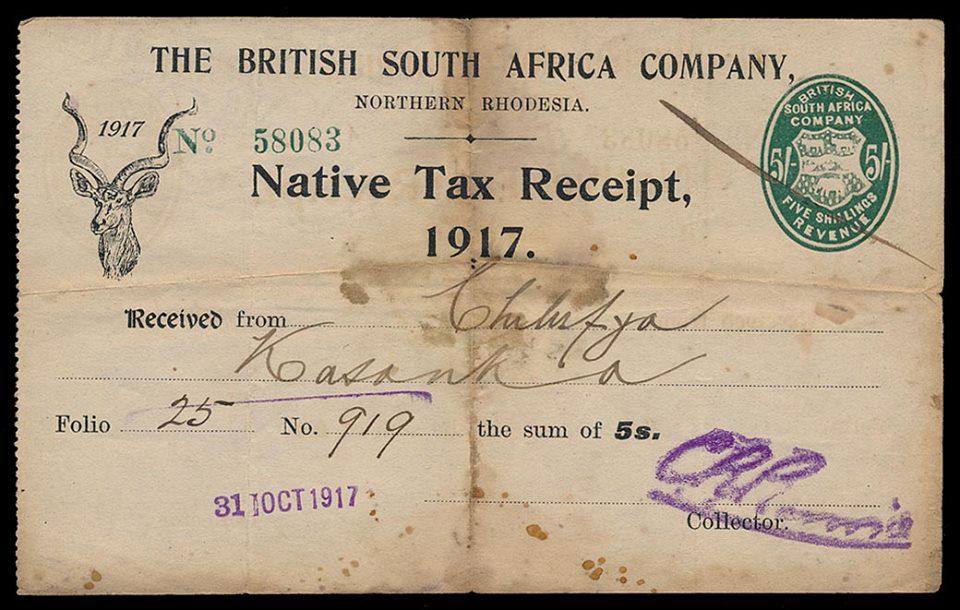 THE BRITISH SOUTH AFRICA COMPANY,
NORTHERN RHODESIA.
1917
Nº 58083
Native Tax Receipt,
1917.
BRITISH
SOUTH AFRICA
COMPANY
5/- 5/-
FIVE SHILLINGS
REVENUE
Received from Chilufya
Kasanka
Folio 25 No. 919 the sum of 5s.
31 OCT 1917
Collector.